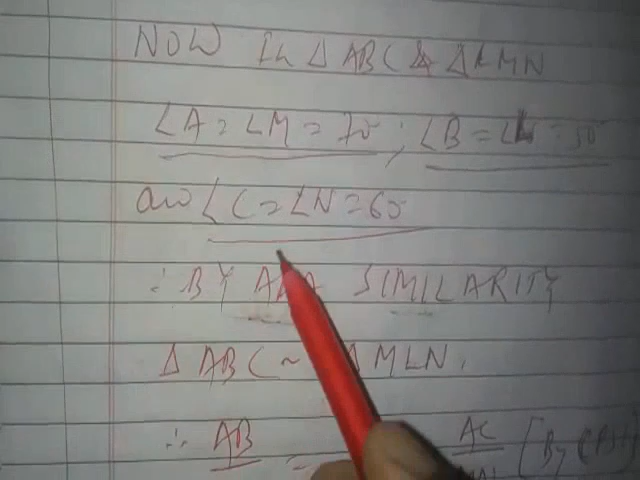 NOW In Δ ABC & Δ LMN
∠A = ∠M = 70° ; ∠B = ∠L = 50°
and ∠C = ∠N = 60°
∴ BY AAA SIMILARITY
Δ ABC ~ Δ MLN.
∴ AB = AC [By CPST